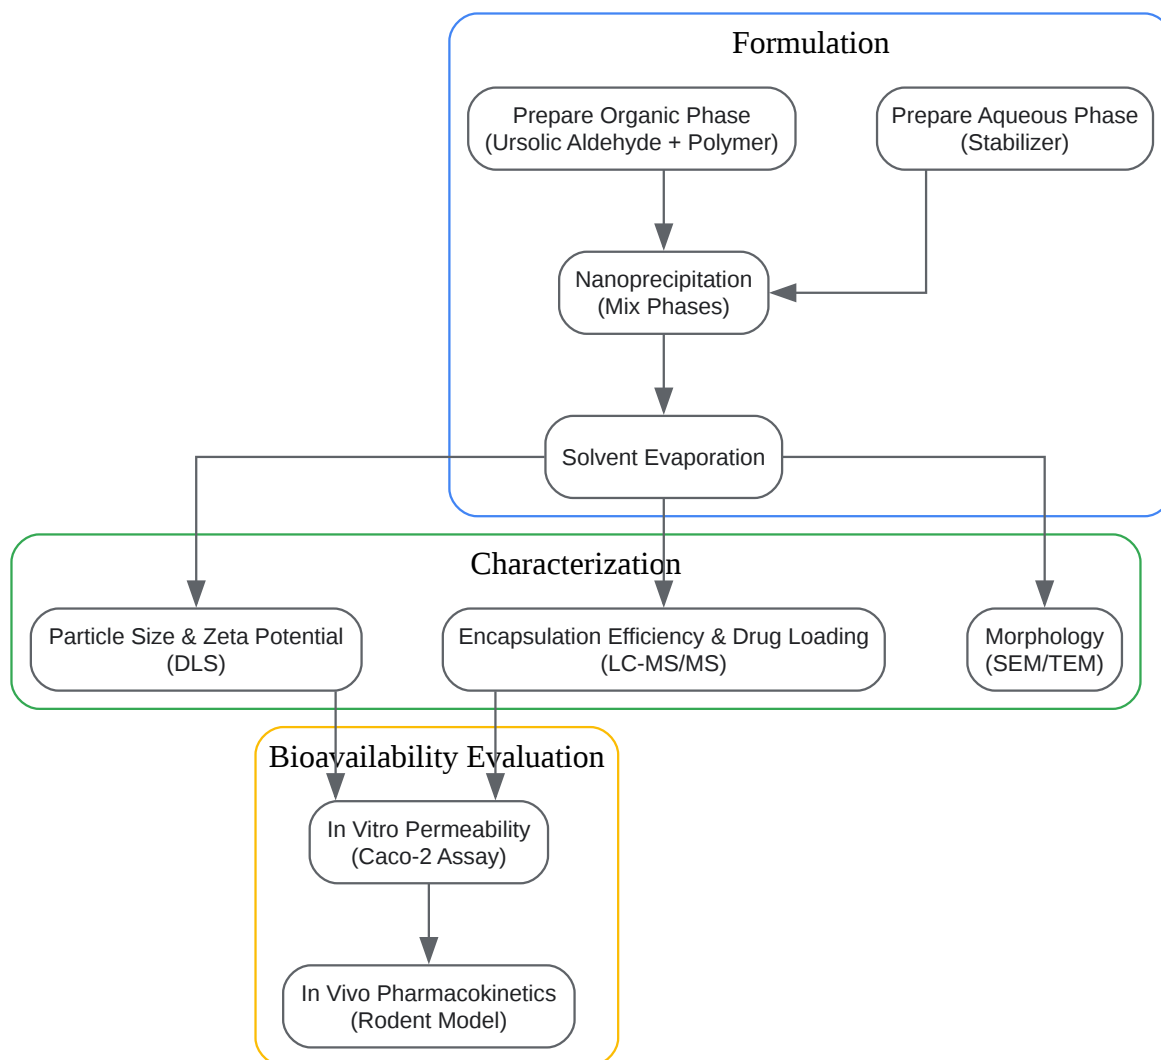 Formulation
Prepare Organic Phase
(Ursolic Aldehyde + Polymer)
Prepare Aqueous Phase
(Stabilizer)
Nanoprecipitation
(Mix Phases)
Solvent Evaporation
Characterization
Particle Size & Zeta Potential
(DLS)
Encapsulation Efficiency & Drug Loading
(LC-MS/MS)
Morphology
(SEM/TEM)
Bioavailability Evaluation
In Vitro Permeability
(Caco-2 Assay)
In Vivo Pharmacokinetics
(Rodent Model)